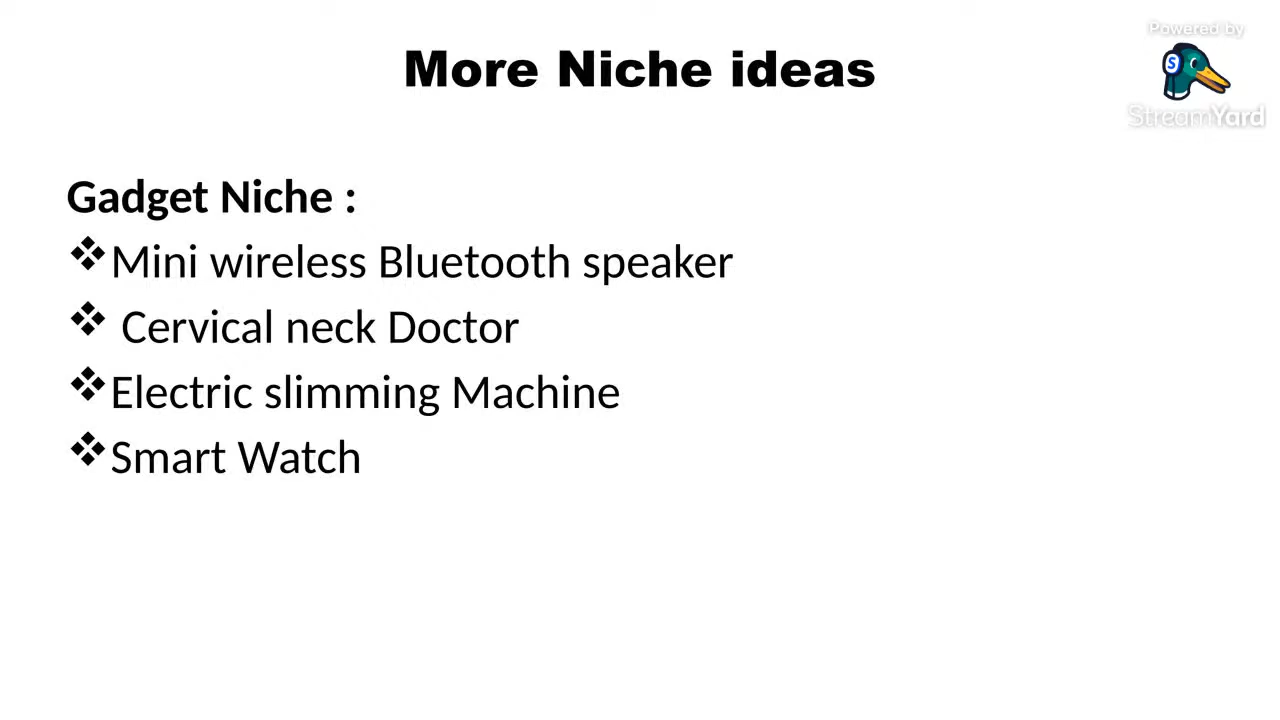 Powered by
More Niche ideas
StreamYard
Gadget Niche :
❖Mini wireless Bluetooth speaker
❖ Cervical neck Doctor
❖Electric slimming Machine
❖Smart Watch